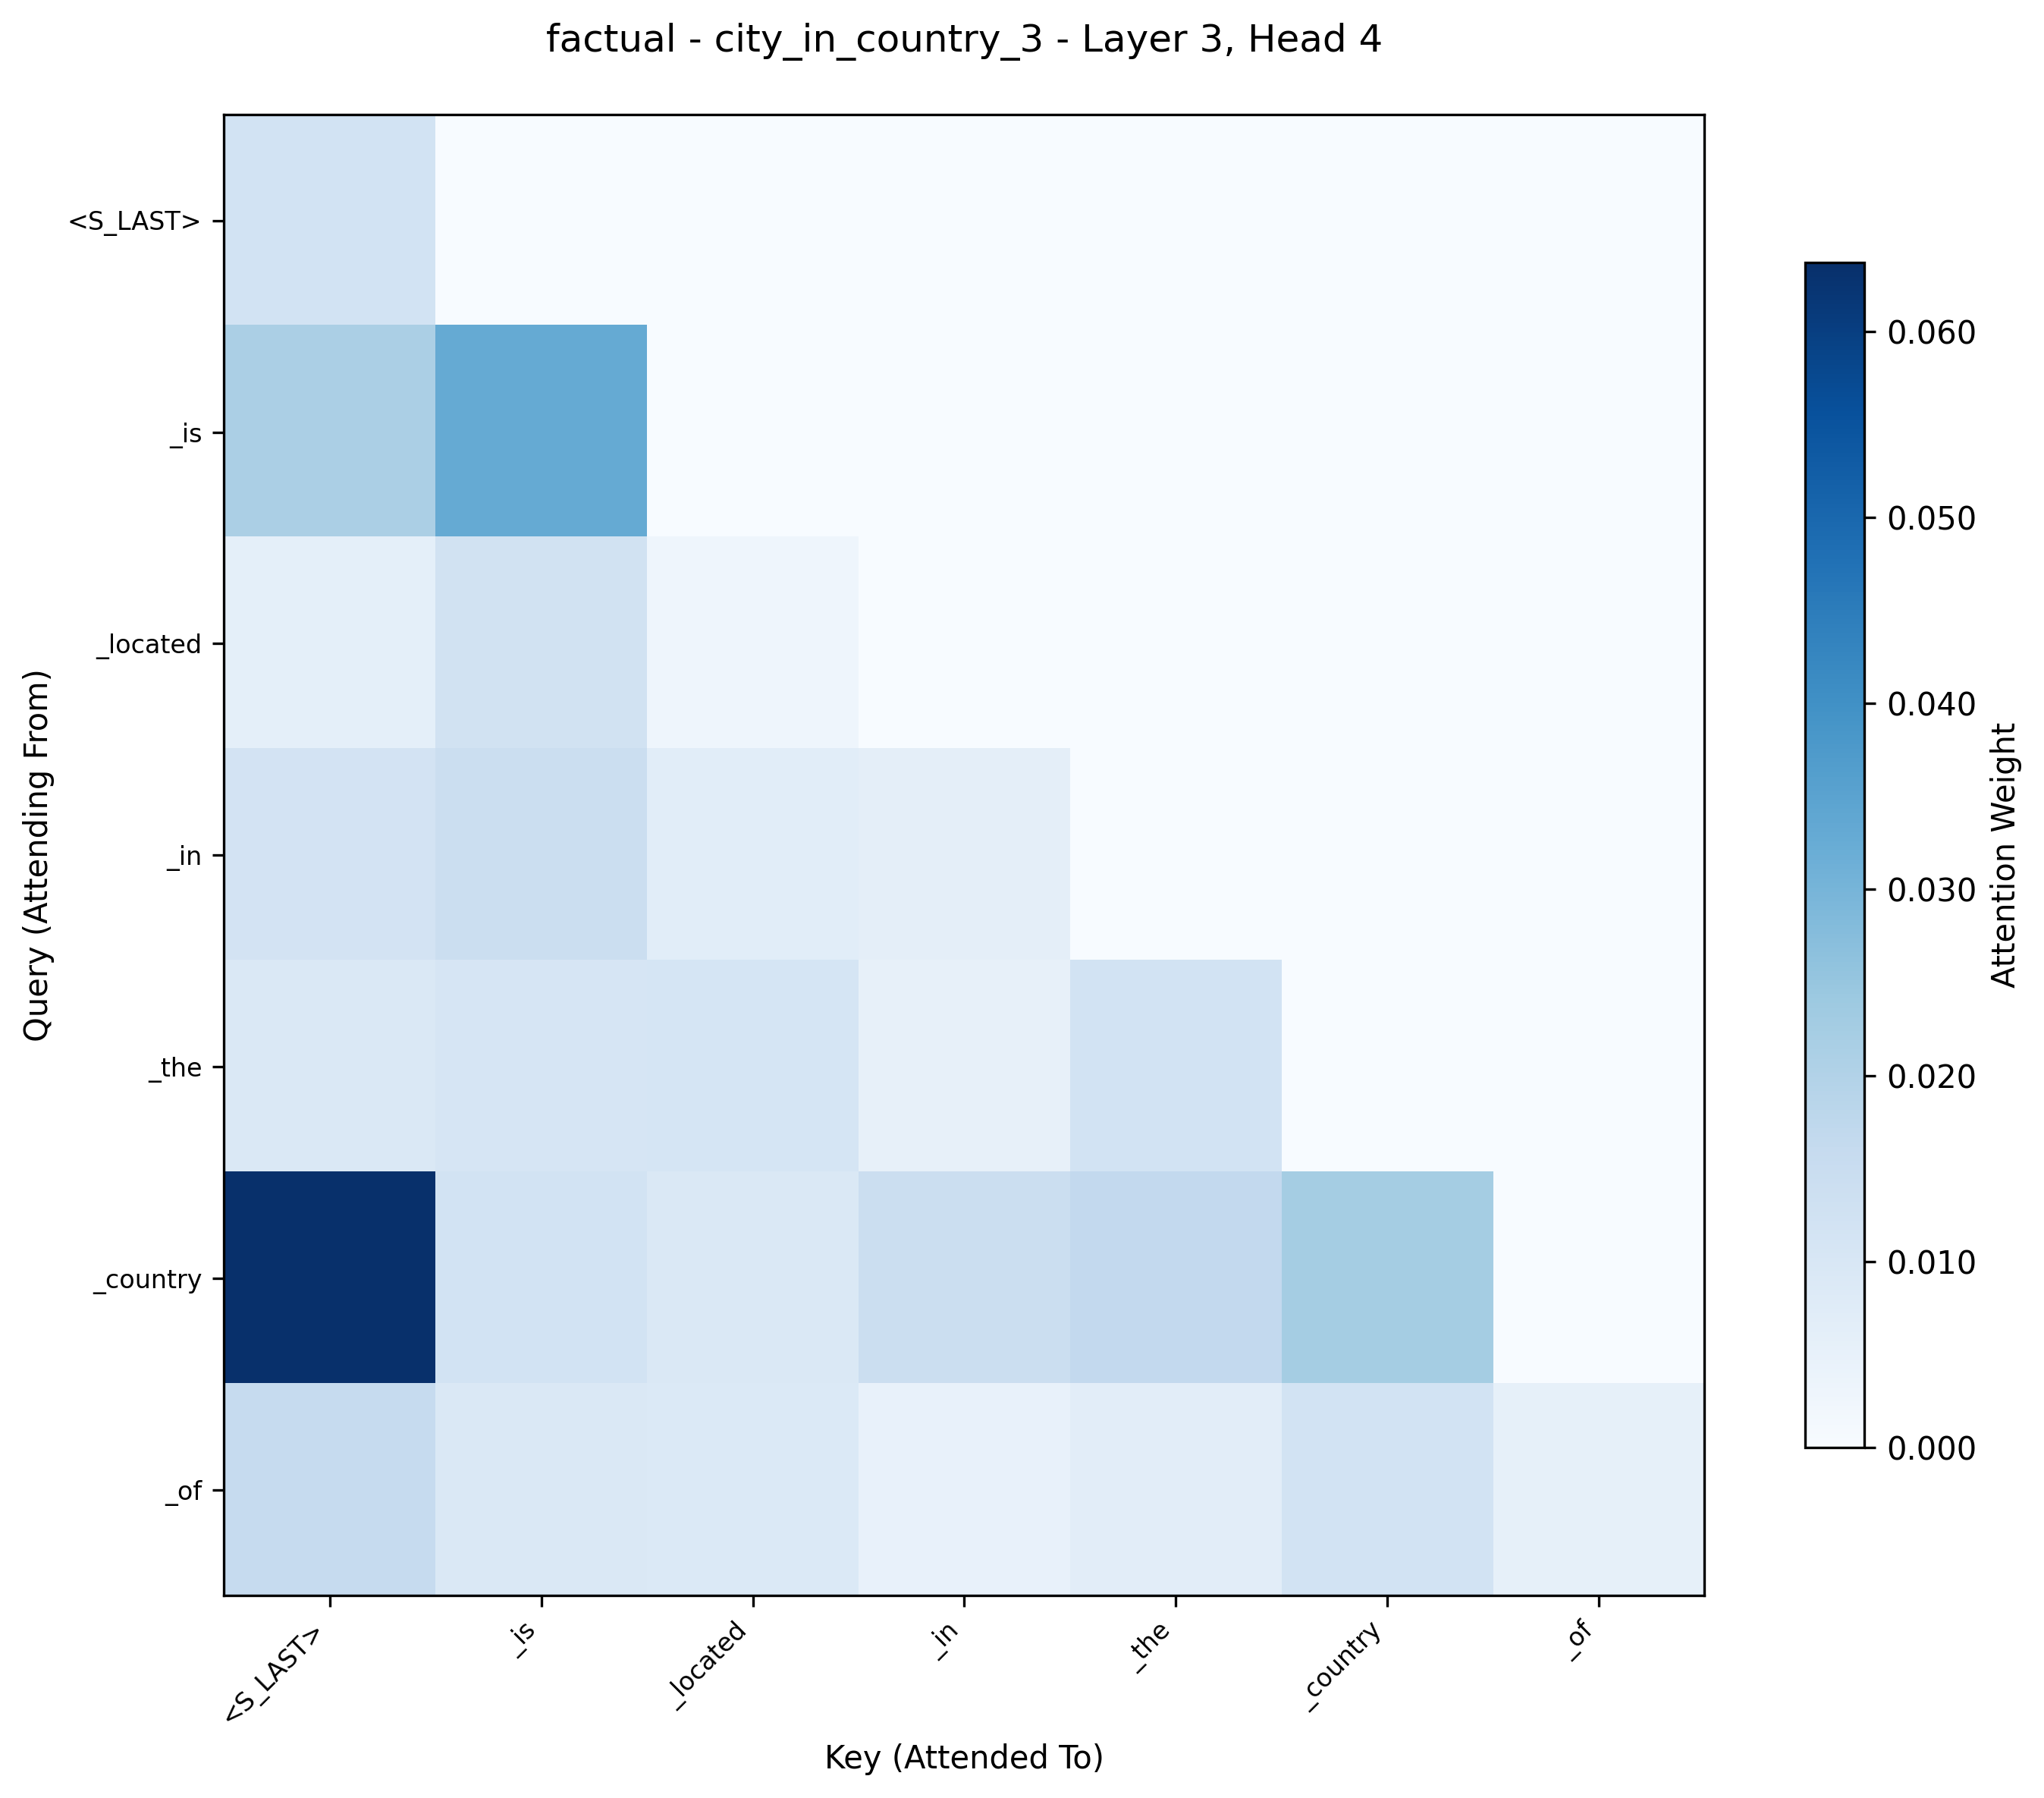 factual - city_in_country_3 - Layer 3, Head 4
<S_LAST>
_is
_located
_in
_the
_country
_of
Query (Attending From)
<S_LAST>
_is
_located
_in
_the
_country
_of
Key (Attended To)
0.060
0.050
0.040
0.030
0.020
0.010
0.000
Attention Weight